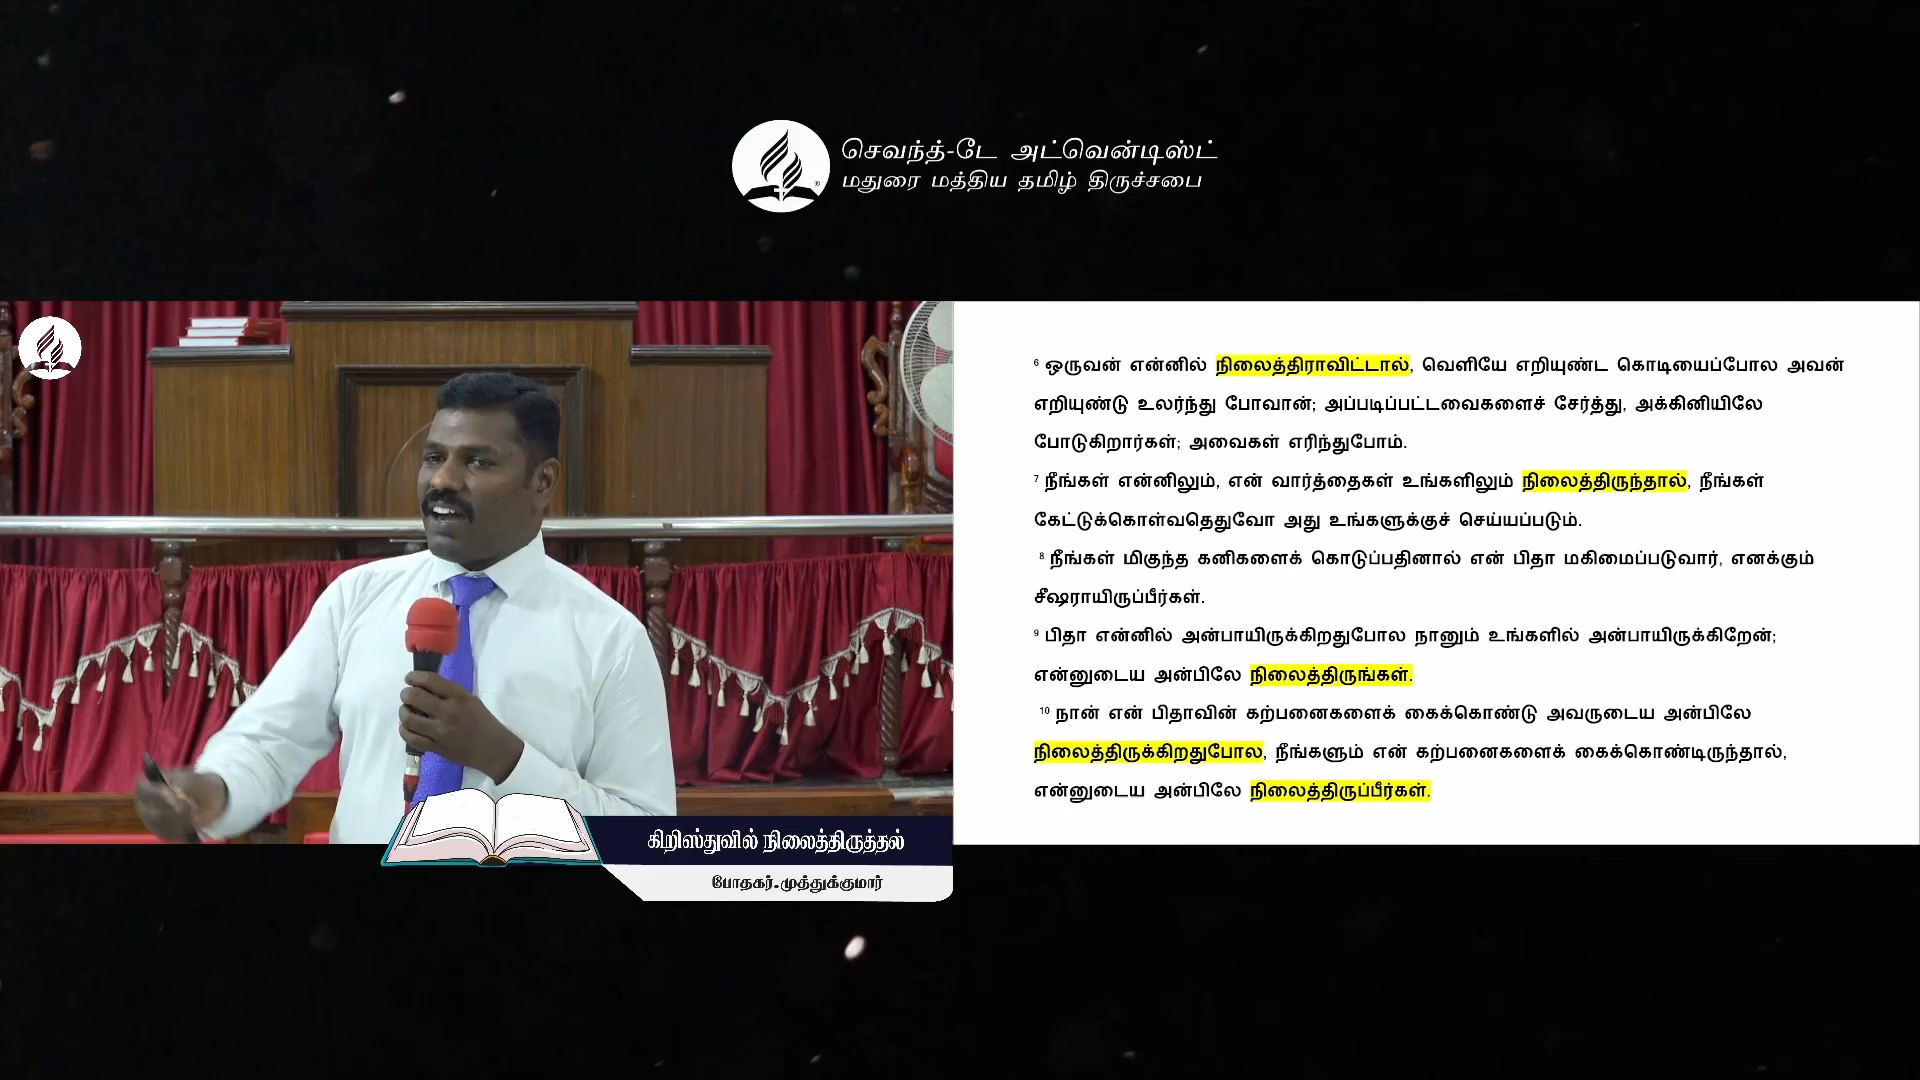 செவந்த்-டே அட்வென்டிஸ்ட்
மதுரை மத்திய தமிழ் திருச்சபை
⁶ ஒருவன் என்னில் நிலைத்திராவிட்டால், வெளியே எறியுண்ட கொடியைப்போல அவன்
எறியுண்டு உலர்ந்து போவான்; அப்படிப்பட்டவைகளைச் சேர்த்து, அக்கினியிலே
போடுகிறார்கள்; அவைகள் எரிந்துபோம்.
⁷ நீங்கள் என்னிலும், என் வார்த்தைகள் உங்களிலும் நிலைத்திருந்தால், நீங்கள்
கேட்டுக்கொள்வதெதுவோ அது உங்களுக்குச் செய்யப்படும்.
⁸ நீங்கள் மிகுந்த கனிகளைக் கொடுப்பதினால் என் பிதா மகிமைப்படுவார், எனக்கும்
சீஷராயிருப்பீர்கள்.
⁹ பிதா என்னில் அன்பாயிருக்கிறதுபோல நானும் உங்களில் அன்பாயிருக்கிறேன்;
என்னுடைய அன்பிலே நிலைத்திருங்கள்.
¹⁰ நான் என் பிதாவின் கற்பனைகளைக் கைக்கொண்டு அவருடைய அன்பிலே
நிலைத்திருக்கிறதுபோல, நீங்களும் என் கற்பனைகளைக் கைக்கொண்டிருந்தால்,
என்னுடைய அன்பிலே நிலைத்திருப்பீர்கள்.
கிறிஸ்துவில் நிலைத்திருத்தல்
போதகர்.முத்துக்குமார்